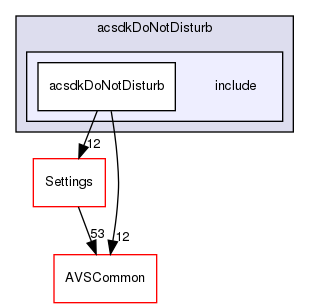 acsdkDoNotDisturb
acsdkDoNotDisturb
include
12
Settings
53
12
AVSCommon